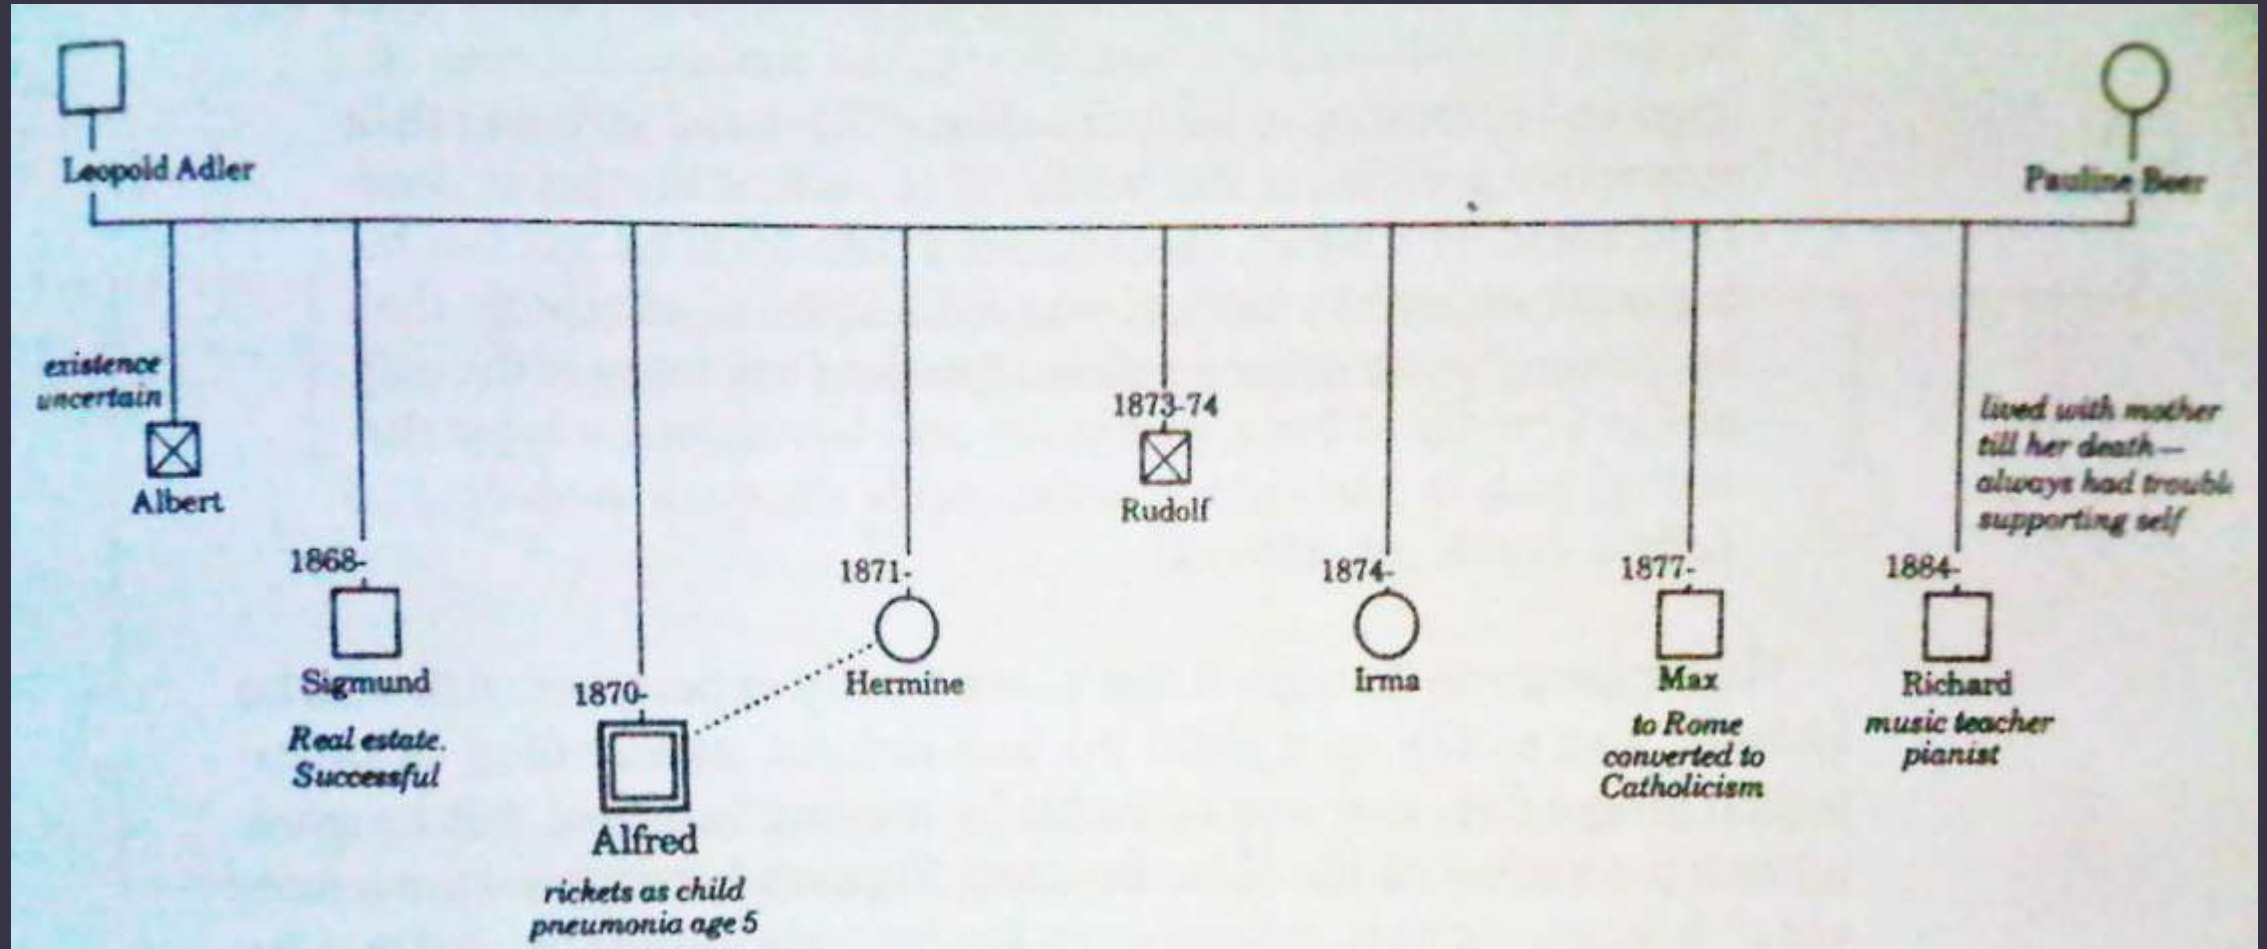 Leopold Adler
Pauline Beer
existence
uncertain
Albert
1868-
Sigmund
Real estate.
Successful
1870-
Alfred
rickets as child
pneumonia age 5
1871-
Hermine
1873-74
Rudolf
1874-
Irma
1877-
Max
to Rome
converted to
Catholicism
lived with mother
till her death—
always had trouble
supporting self
1884-
Richard
music teacher
pianist